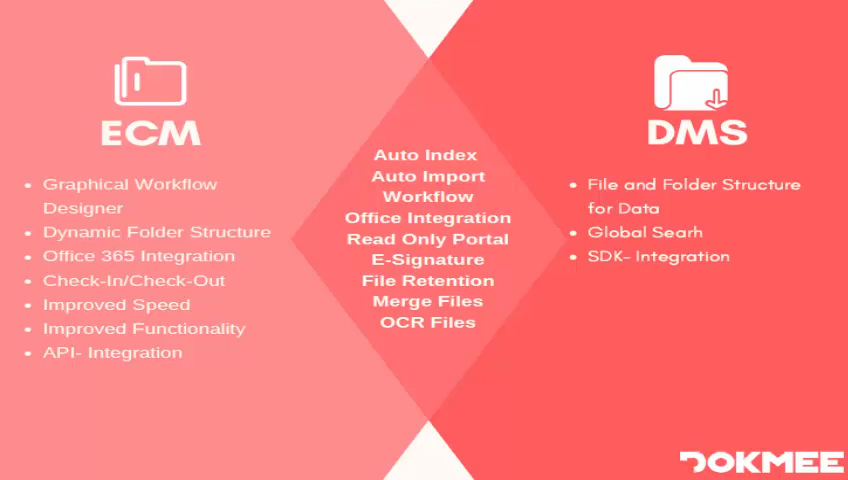 ECM
• Graphical Workflow
Designer
• Dynamic Folder Structure
• Office 365 Integration
• Check-In/Check-Out
• Improved Speed
• Improved Functionality
• API- Integration
Auto Index
Auto Import
Workflow
Office Integration
Read Only Portal
E-Signature
File Retention
Merge Files
OCR Files
DMS
• File and Folder Structure
for Data
• Global Searh
• SDK- Integration
DOKMEE